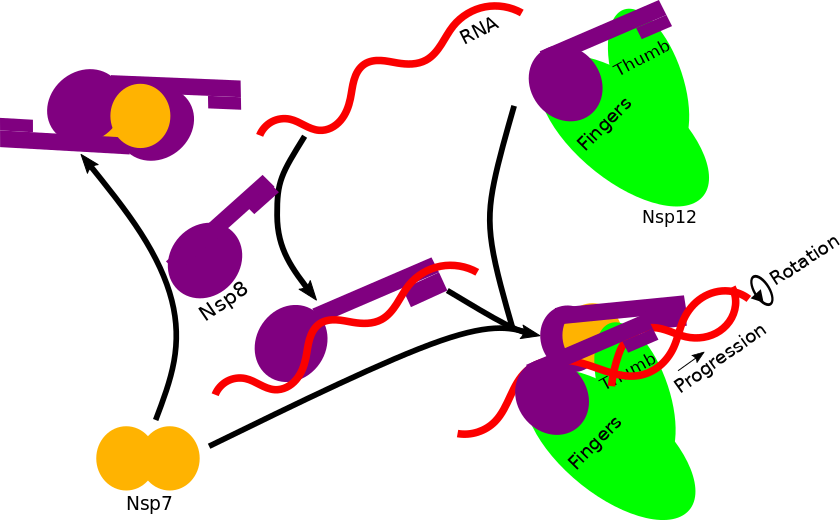 RNA
Thumb
Fingers
Nsp12
Nsp8
Rotation
Progression
Thumb
Fingers
Nsp7